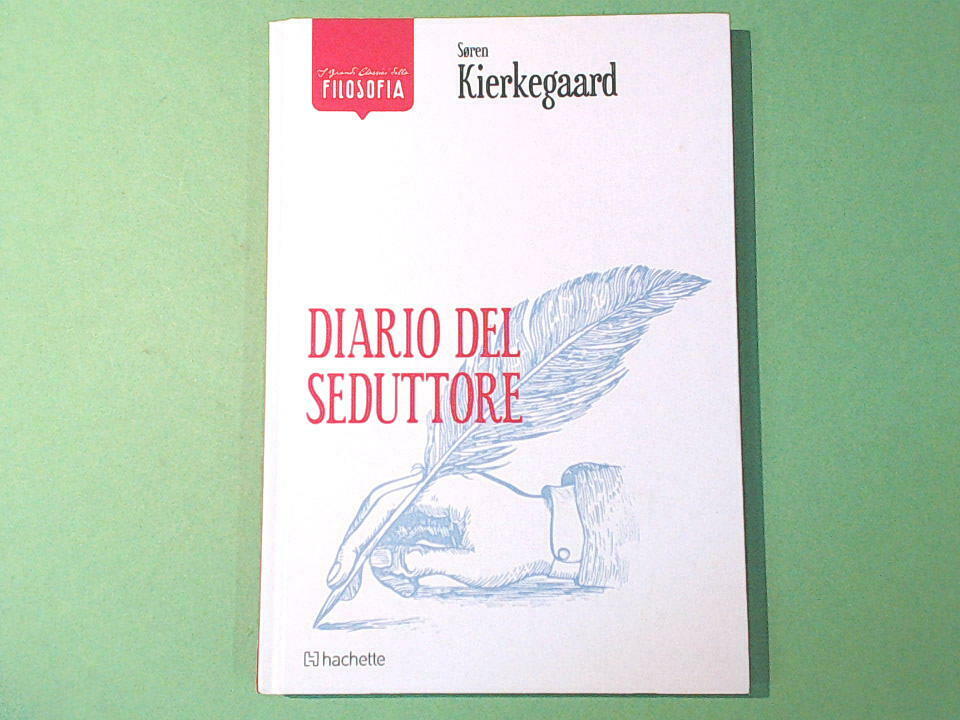 I Grandi Classici della
FILOSOFIA
Søren
Kierkegaard
DIARIO DEL
SEDUTTORE
hachette